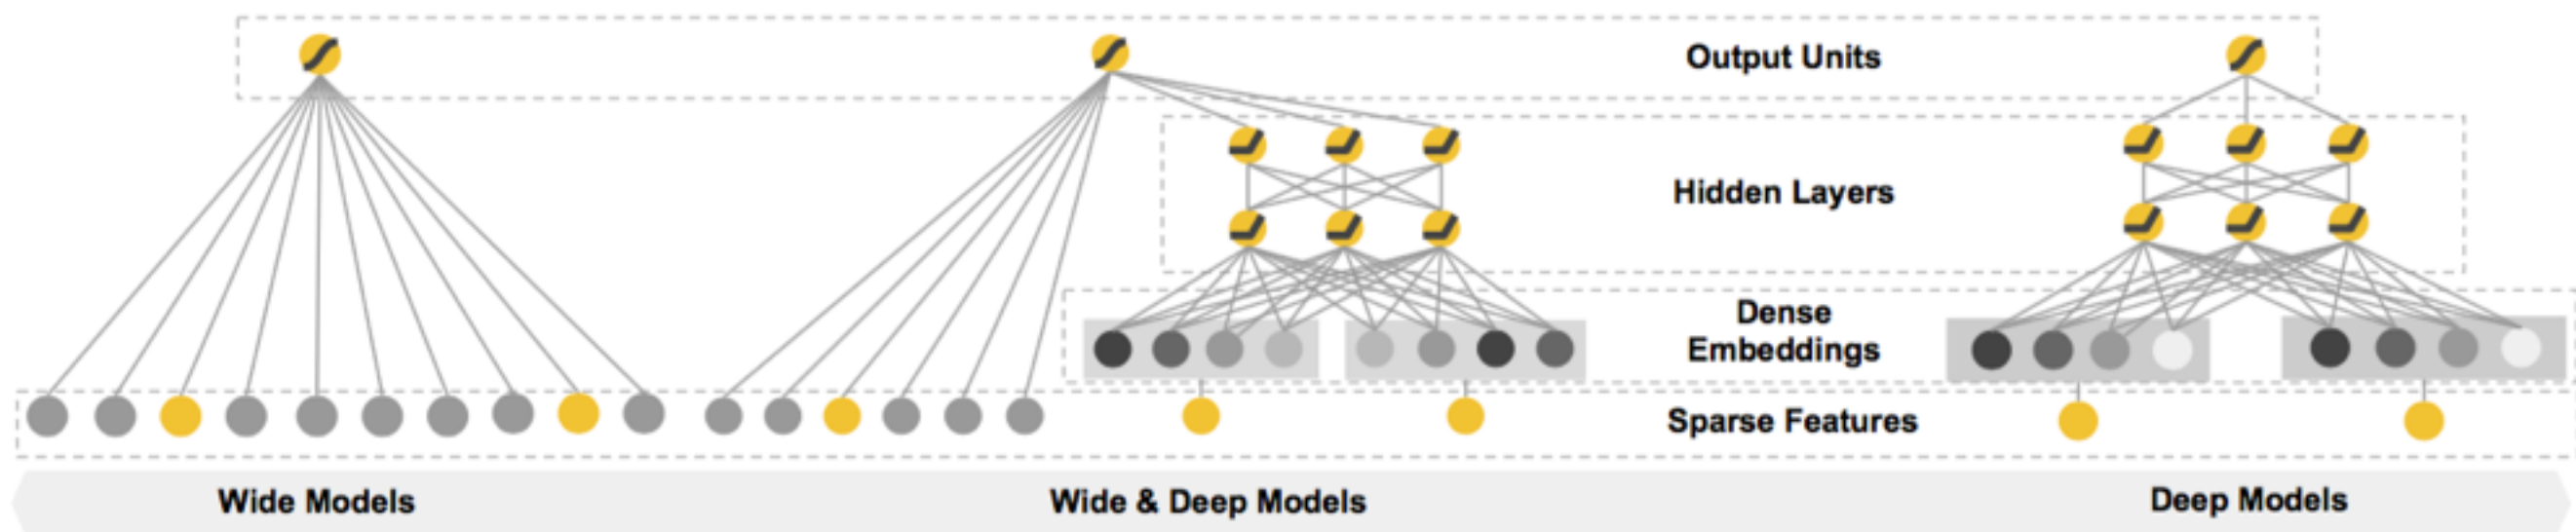 Output Units
Hidden Layers
Dense
Embeddings
Sparse Features
Wide Models
Wide & Deep Models
Deep Models